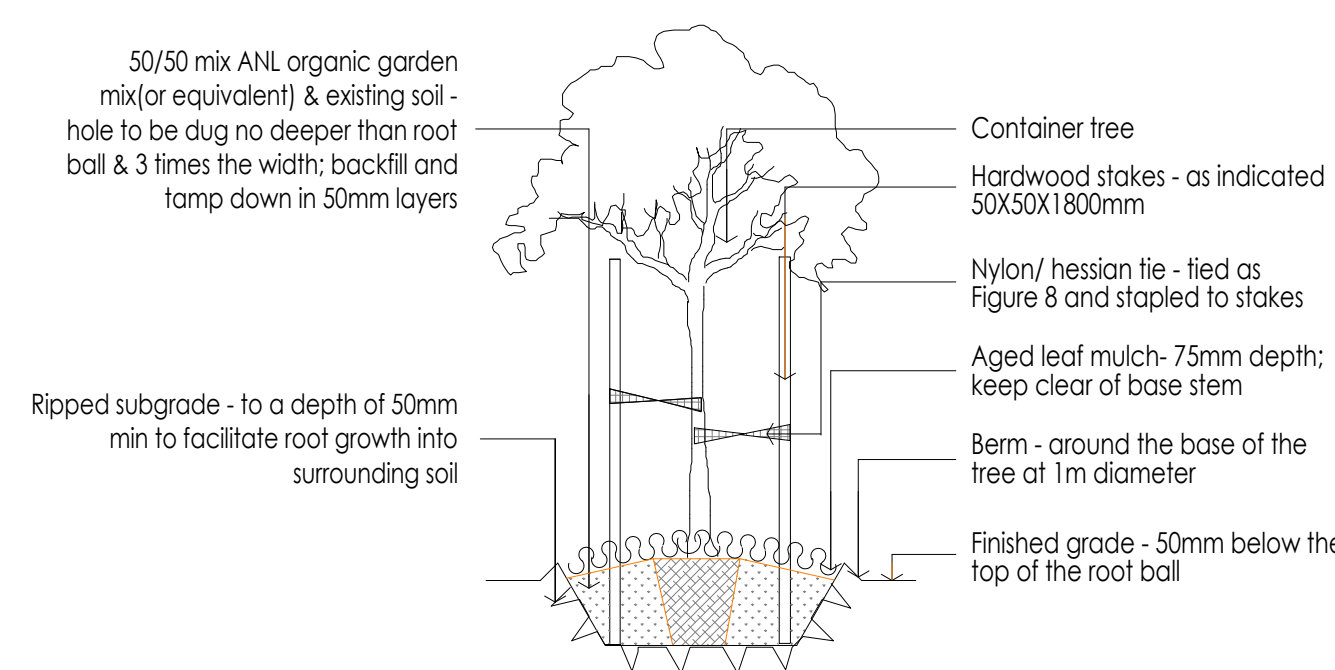 50/50 mix ANL organic garden
mix(or equivalent) & existing soil -
hole to be dug no deeper than root
ball & 3 times the width; backfill and
tamp down in 50mm layers
Ripped subgrade - to a depth of 50mm
min to facilitate root growth into
surrounding soil
Container tree
Hardwood stakes - as indicated
50X50X1800mm
Nylon/ hessian tie - tied as
Figure 8 and stapled to stakes
Aged leaf mulch- 75mm depth;
keep clear of base stem
Berm - around the base of the
tree at 1m diameter
Finished grade - 50mm below the
top of the root ball